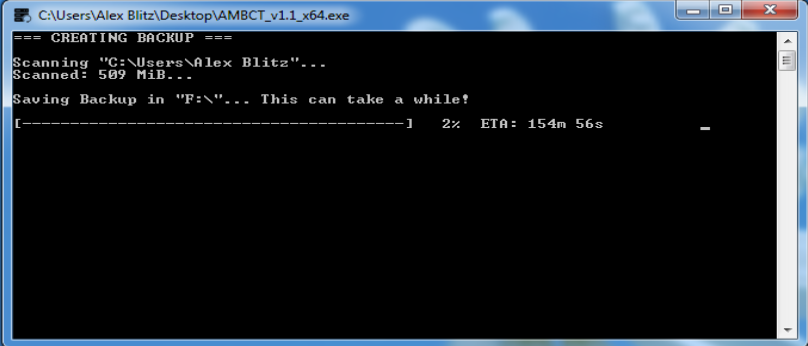 C:\Users\Alex Blitz\Desktop\AMBCT_v1.1_x64.exe
=== CREATING BACKUP ===
Scanning "C:\Users\Alex Blitz"...
Scanned: 509 MiB...
Saving Backup in "F:\"... This can take a while!
[----------------------------------------] 2% ETA: 154m 56s